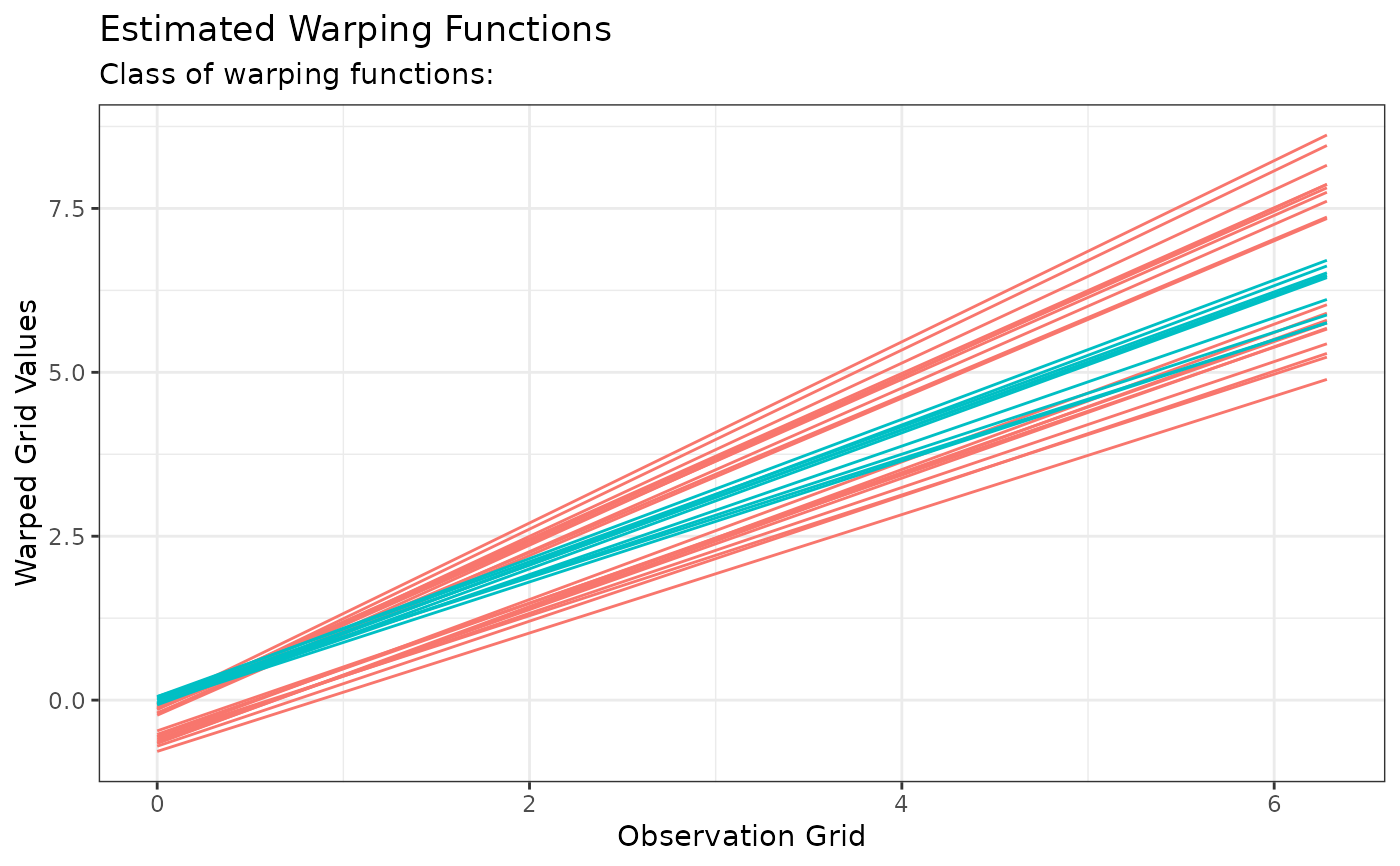 Estimated Warping Functions
Class of warping functions:
Warped Grid Values
7.5
5.0
2.5
0.0
0
2
4
6
Observation Grid